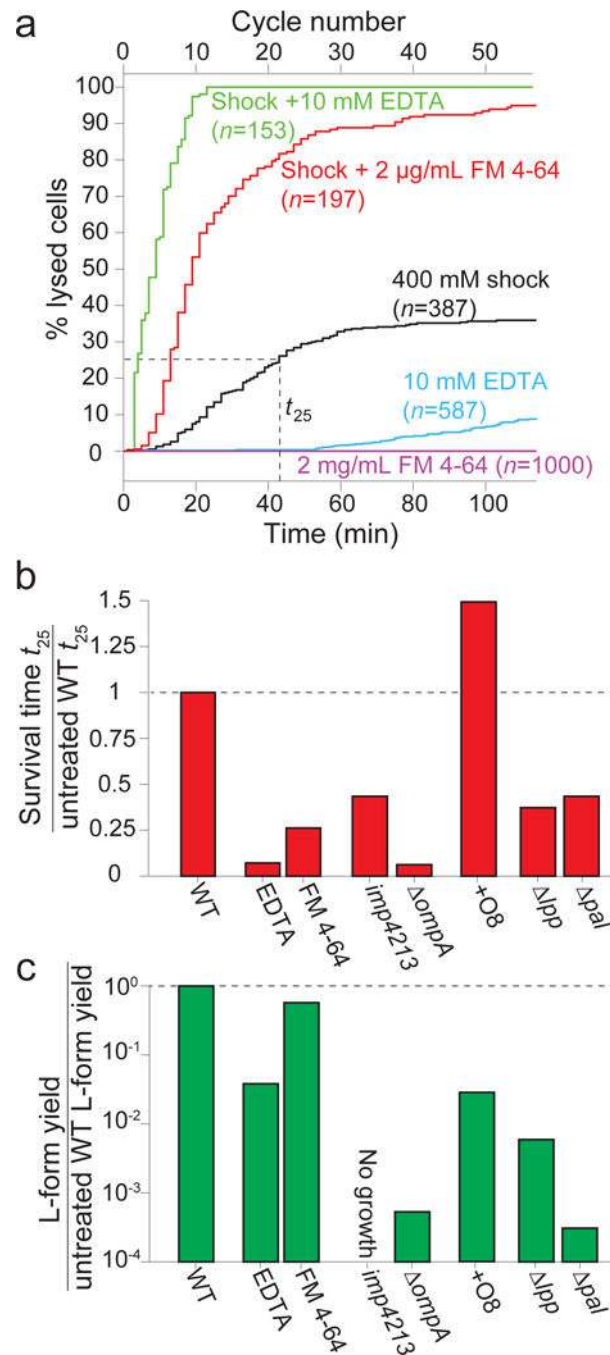 a
Cycle number
0 10 20 30 40 50
100
90
80
70
60
50
40
30
20
10
0
% lysed cells
Shock +10 mM EDTA
(n=153)
Shock + 2 µg/mL FM 4-64
(n=197)
400 mM shock
(n=387)
10 mM EDTA
(n=587)
t25
2 mg/mL FM 4-64 (n=1000)
0 20 40 60 80 100
Time (min)
b
Survival time t25
untreated WT t25
1.5
1.25
1
0.75
0.5
0.25
0
WT
EDTA
FM 4-64
imp4213
ΔompA
+O8
Δlpp
Δpal
c
L-form yield
untreated WT L-form yield
10⁰
10⁻¹
10⁻²
10⁻³
10⁻⁴
No growth
WT
EDTA
FM 4-64
imp4213
ΔompA
+O8
Δlpp
Δpal